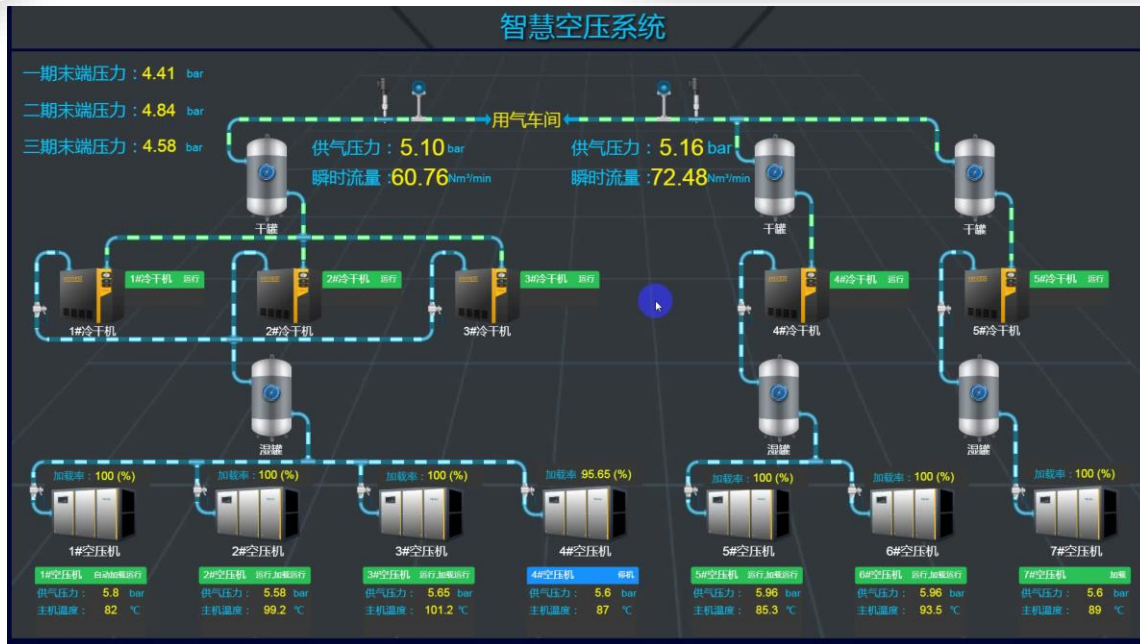 智慧空压系统
一期末端压力：4.41 bar
二期末端压力：4.84 bar
三期末端压力：4.58 bar
用气车间
供气压力：5.10 bar
瞬时流量：60.76 Nm³/min
供气压力：5.16 bar
瞬时流量：72.48 Nm³/min
干罐
干罐
干罐
1#冷干机 运行
2#冷干机 运行
3#冷干机 运行
4#冷干机 运行
5#冷干机 运行
1#冷干机
2#冷干机
3#冷干机
4#冷干机
5#冷干机
湿罐
湿罐
湿罐
加载率：100 (%)
加载率：100 (%)
加载率：100 (%)
加载率 95.65 (%)
加载率：100 (%)
加载率：100 (%)
加载率：100 (%)
1#空压机
2#空压机
3#空压机
4#空压机
5#空压机
6#空压机
7#空压机
1#空压机 自动加载运行
供气压力： 5.8 bar
主机温度： 82 ℃
2#空压机 运行,加载运行
供气压力： 5.58 bar
主机温度： 99.2 ℃
3#空压机 运行,加载运行
供气压力： 5.65 bar
主机温度： 101.2 ℃
4#空压机 停机
供气压力： 5.6 bar
主机温度： 87 ℃
5#空压机 运行,加载运行
供气压力： 5.96 bar
主机温度： 85.3 ℃
6#空压机 运行,加载运行
供气压力： 5.96 bar
主机温度： 93.5 ℃
7#空压机 加载
供气压力： 5.6 bar
主机温度： 89 ℃